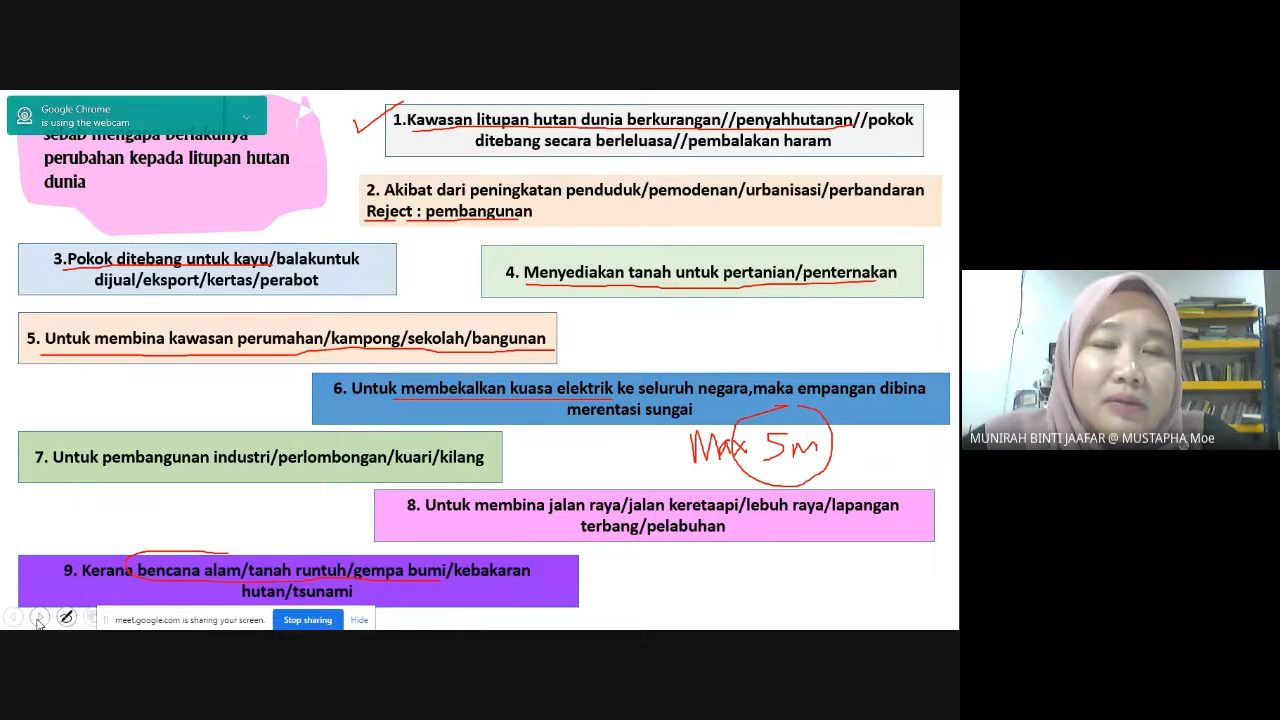 Google Chrome
is using the webcam
sebab mengapa berlakunya
perubahan kepada litupan hutan
dunia
1.Kawasan litupan hutan dunia berkurangan//penyahhutanan//pokok
ditebang secara berleluasa//pembalakan haram
2. Akibat dari peningkatan penduduk/pemodenan/urbanisasi/perbandaran
Reject : pembangunan
3.Pokok ditebang untuk kayu/balakuntuk
dijual/eksport/kertas/perabot
4. Menyediakan tanah untuk pertanian/penternakan
5. Untuk membina kawasan perumahan/kampong/sekolah/bangunan
6. Untuk membekalkan kuasa elektrik ke seluruh negara,maka empangan dibina
merentasi sungai
Max 5m
7. Untuk pembangunan industri/perlombongan/kuari/kilang
8. Untuk membina jalan raya/jalan keretaapi/lebuh raya/lapangan
terbang/pelabuhan
9. Kerana bencana alam/tanah runtuh/gempa bumi/kebakaran
hutan/tsunami
meet.google.com is sharing your screen.
Stop sharing
Hide
MUNIRAH BINTI JAAFAR @ MUSTAPHA Moe